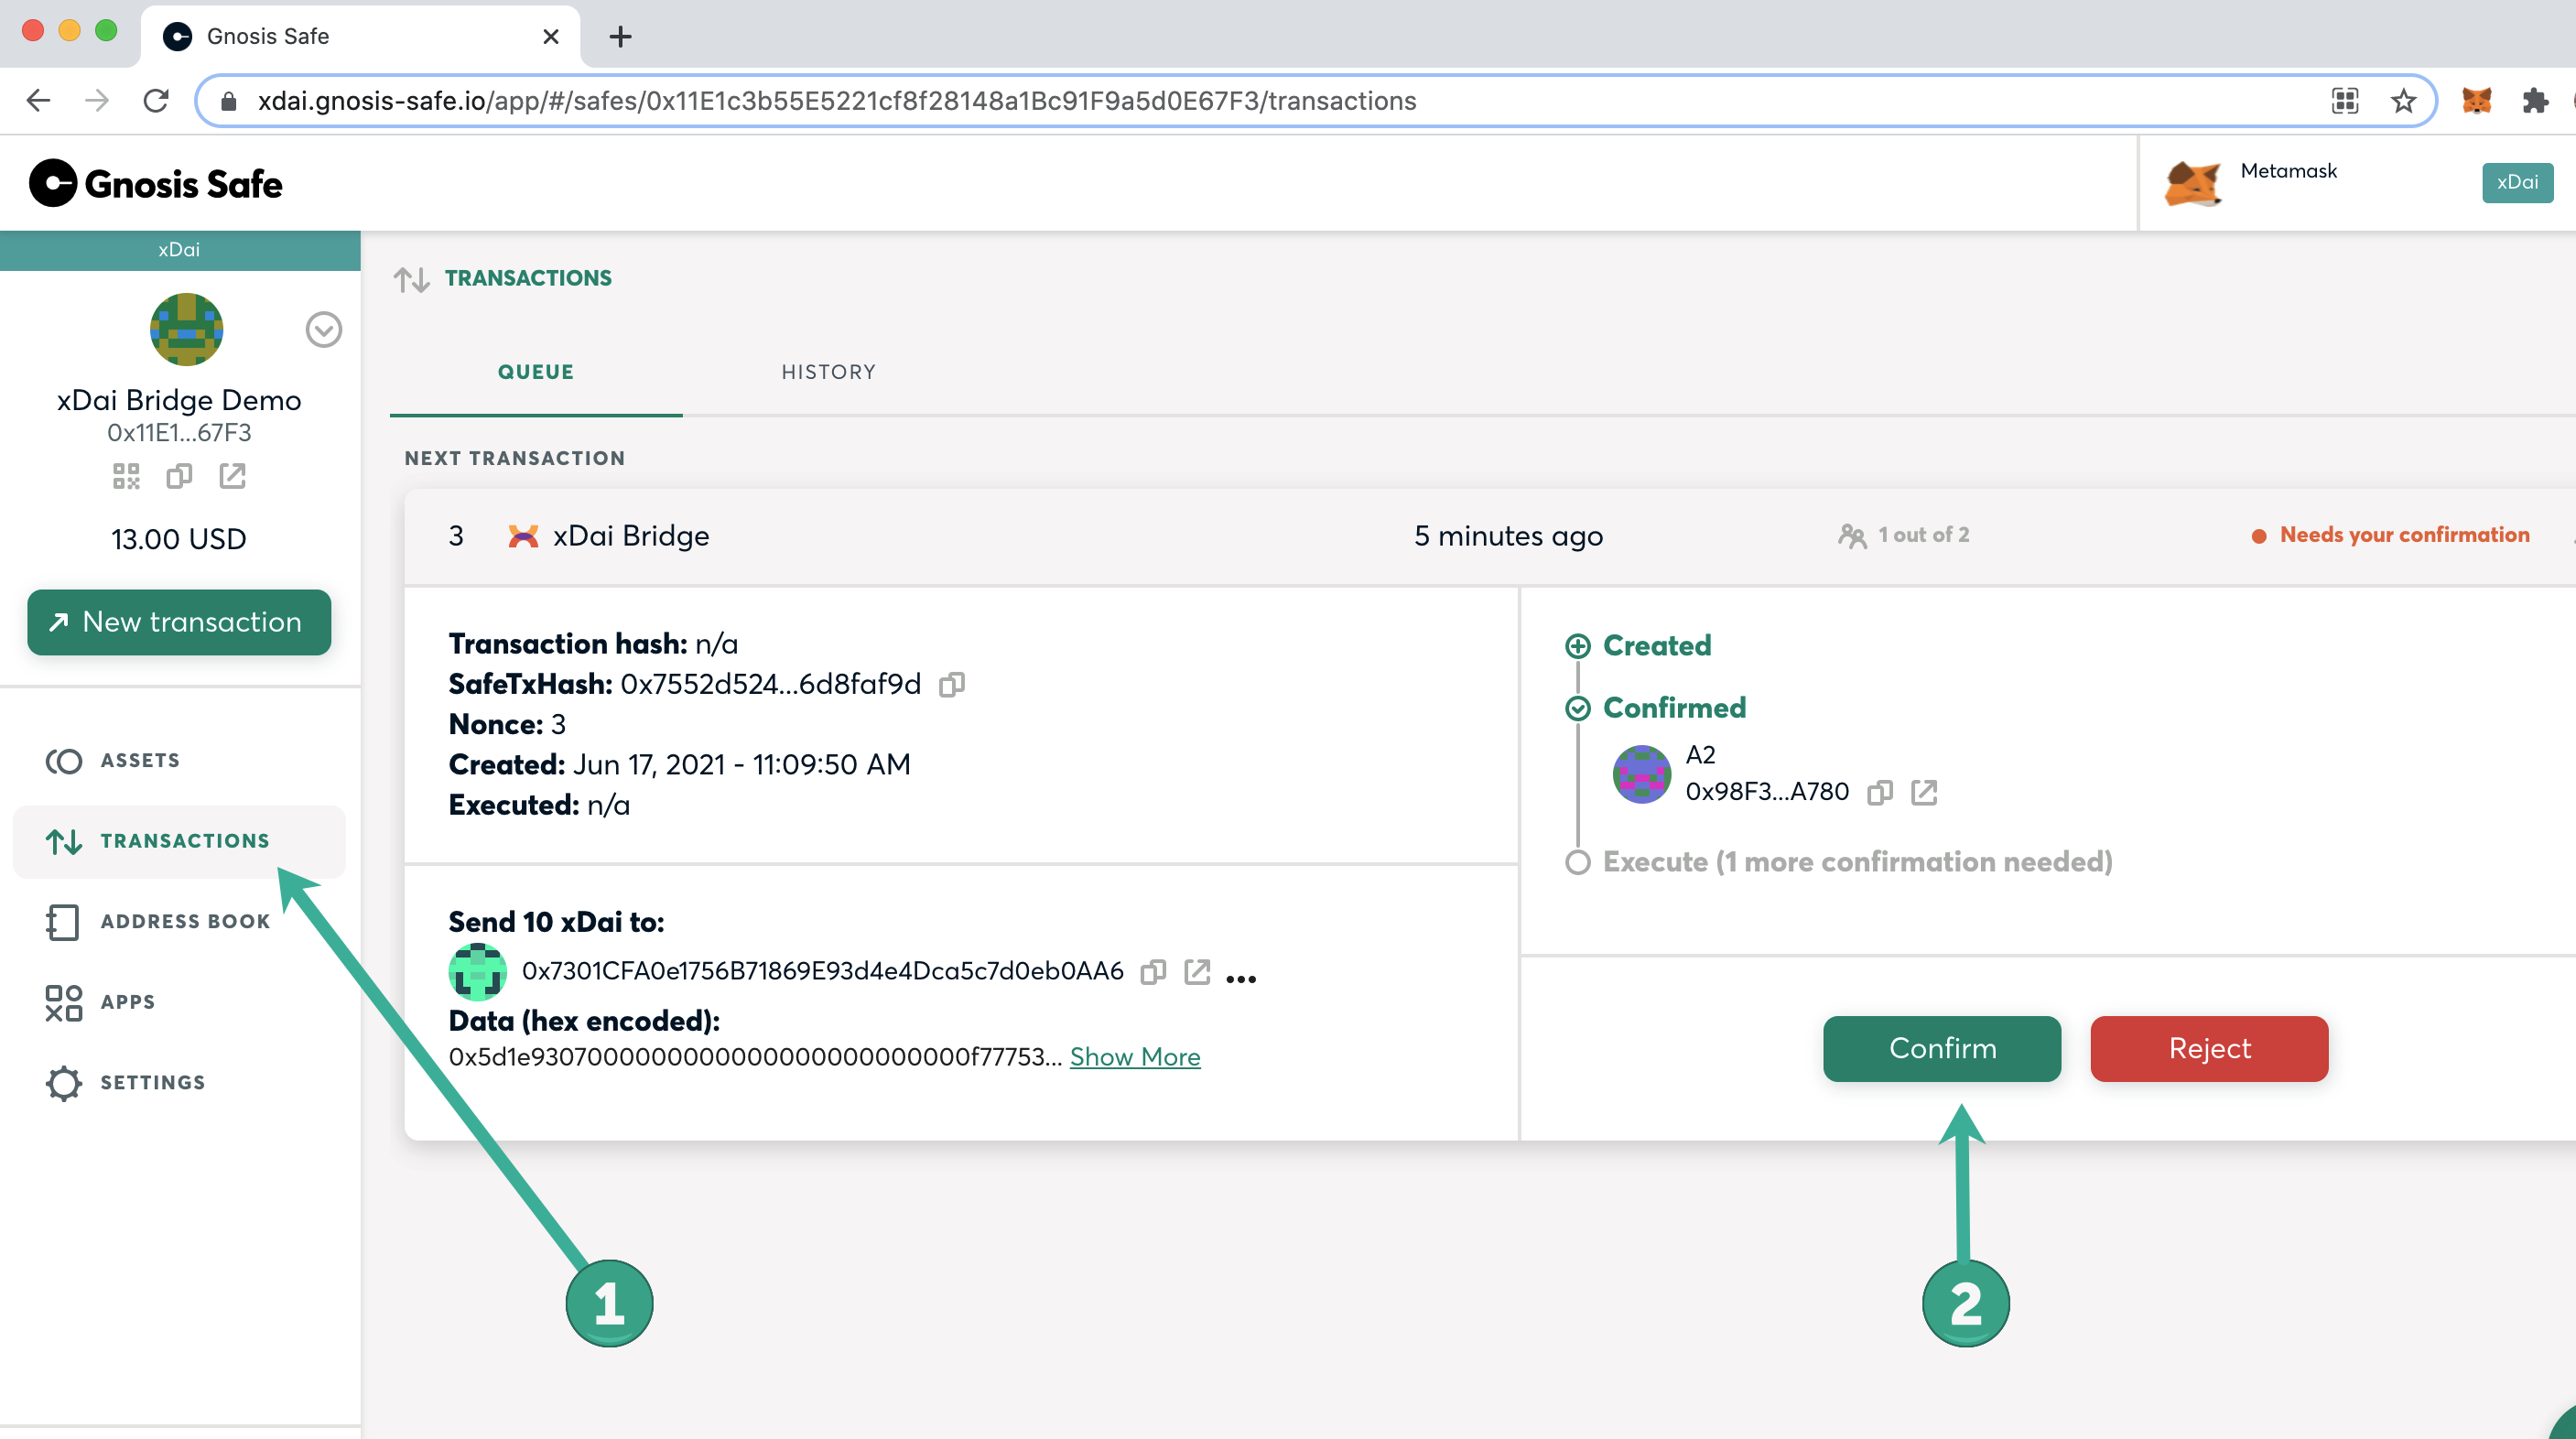 Gnosis Safe
xdai.gnosis-safe.io/app/#/safes/0x11E1c3b55E5221cf8f28148a1Bc91F9a5d0E67F3/transactions
Gnosis Safe
Metamask
xDai
xDai
xDai Bridge Demo
0x11E1...67F3
13.00 USD
New transaction
ASSETS
TRANSACTIONS
ADDRESS BOOK
APPS
SETTINGS
TRANSACTIONS
QUEUE
HISTORY
NEXT TRANSACTION
3 xDai Bridge 5 minutes ago 1 out of 2 Needs your confirmation
Transaction hash: n/a
SafeTxHash: 0x7552d524...6d8faf9d
Nonce: 3
Created: Jun 17, 2021 - 11:09:50 AM
Executed: n/a
Send 10 xDai to:
0x7301CFA0e1756B71869E93d4e4Dca5c7d0eb0AA6
Data (hex encoded):
0x5d1e9307000000000000000000000000f77753... Show More
Created
Confirmed
A2
0x98F3...A780
Execute (1 more confirmation needed)
Confirm
Reject
1
2